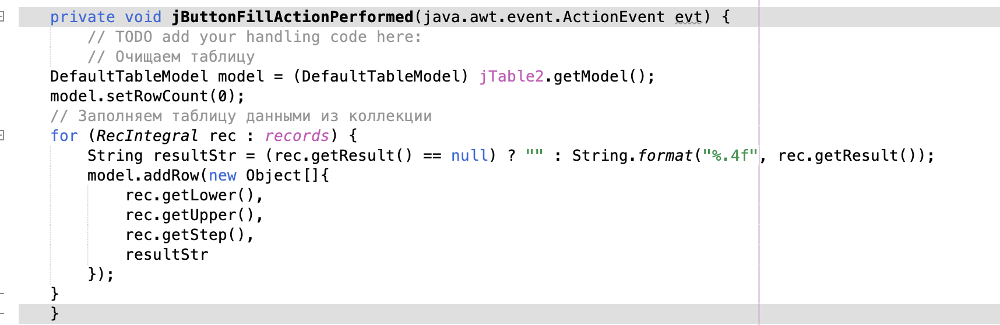 private void jButtonFillActionPerformed(java.awt.event.ActionEvent evt) {
// TODO add your handling code here:
// Очищаем таблицу
DefaultTableModel model = (DefaultTableModel) jTable2.getModel();
model.setRowCount(0);
// Заполняем таблицу данными из коллекции
for (RecIntegral rec : records) {
String resultStr = (rec.getResult() == null) ? "" : String.format("%.4f", rec.getResult());
model.addRow(new Object[]{
rec.getLower(),
rec.getUpper(),
rec.getStep(),
resultStr
});
}
}